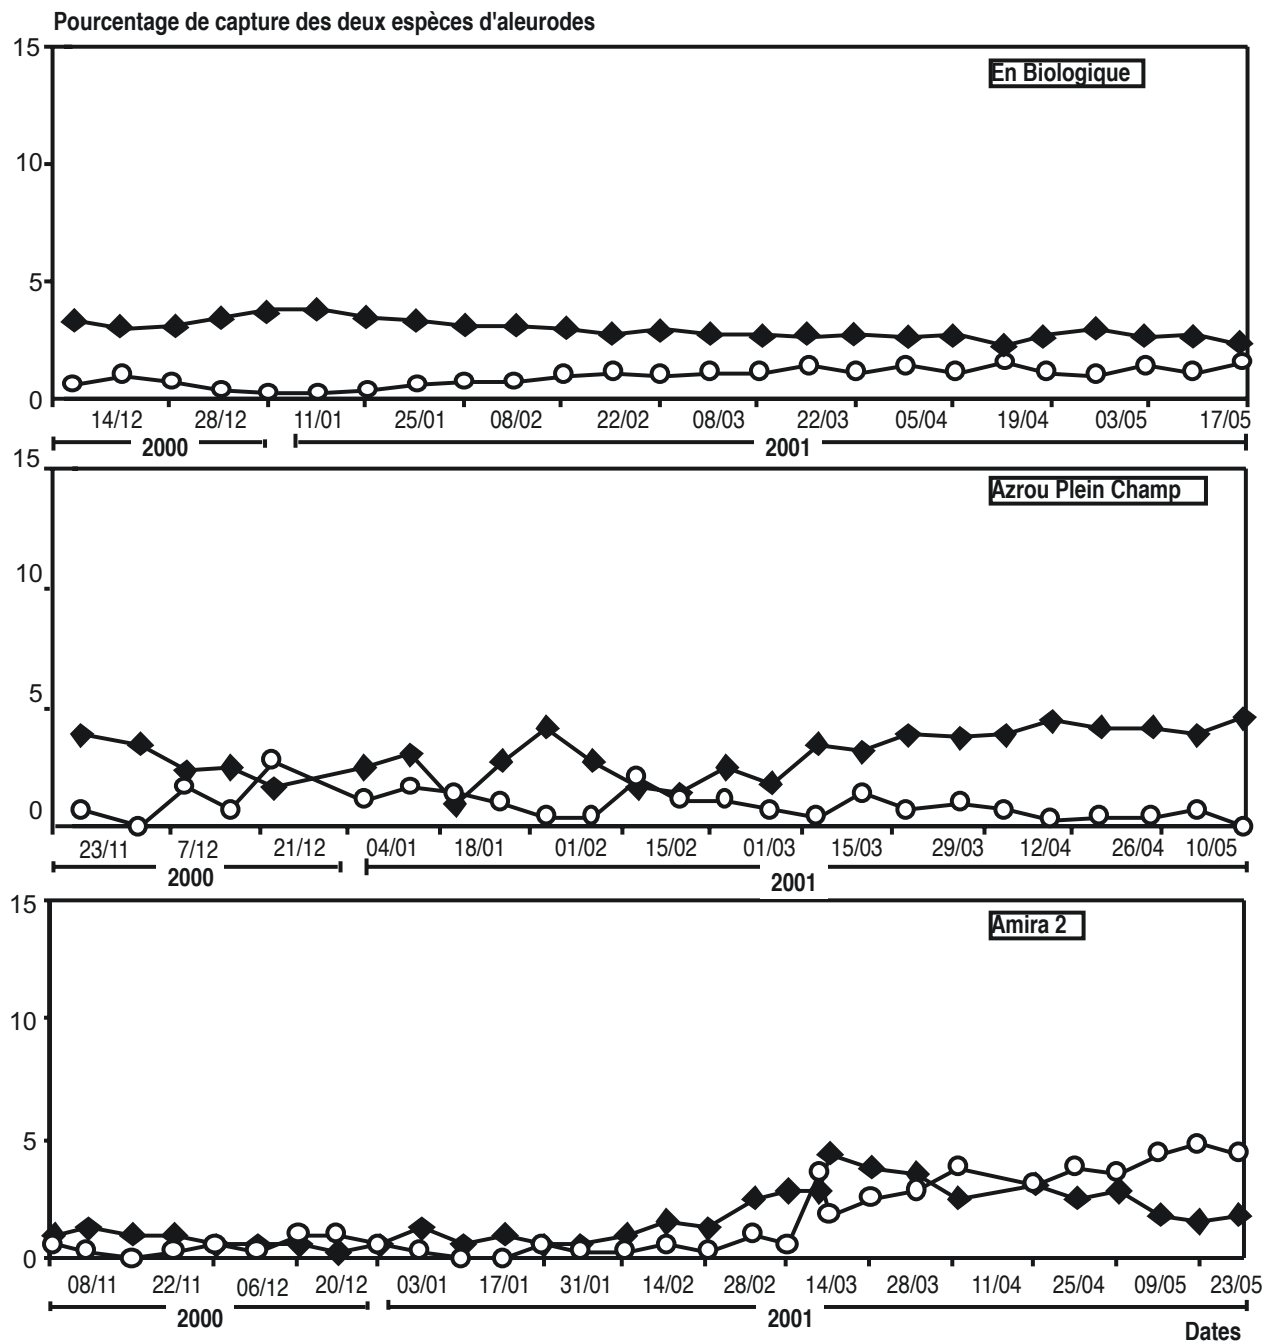 Pourcentage de capture des deux espèces d'aleurodes
15
En Biologique
10
5
0
14/12 28/12 11/01 25/01 08/02 22/02 08/03 22/03 05/04 19/04 03/05 17/05
2000 2001
15
Azrou Plein Champ
10
5
0
23/11 7/12 21/12 04/01 18/01 01/02 15/02 01/03 15/03 29/03 12/04 26/04 10/05
2000 2001
15
Amira 2
10
5
0
08/11 22/11 06/12 20/12 03/01 17/01 31/01 14/02 28/02 14/03 28/03 11/04 25/04 09/05 23/05
2000 2001
Dates